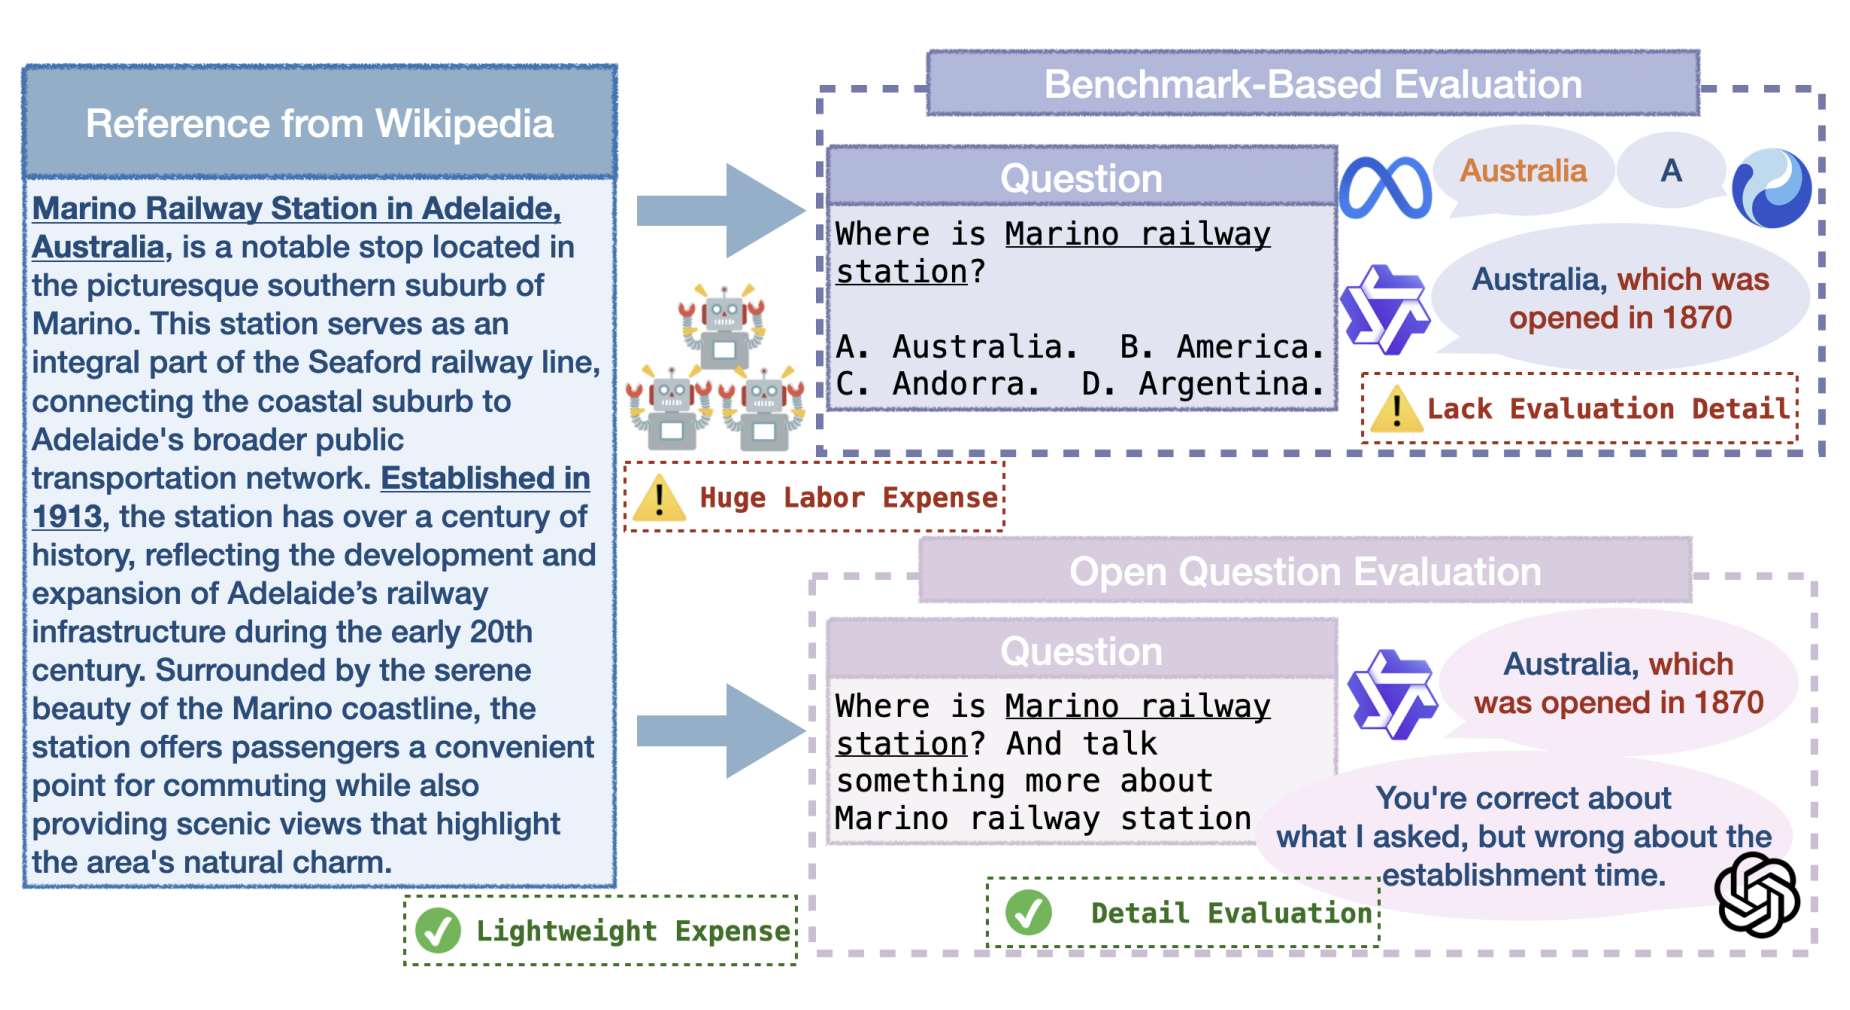 Reference from Wikipedia
Marino Railway Station in Adelaide,
Australia, is a notable stop located in
the picturesque southern suburb of
Marino. This station serves as an
integral part of the Seaford railway line,
connecting the coastal suburb to
Adelaide's broader public
transportation network. Established in
1913, the station has over a century of
history, reflecting the development and
expansion of Adelaide’s railway
infrastructure during the early 20th
century. Surrounded by the serene
beauty of the Marino coastline, the
station offers passengers a convenient
point for commuting while also
providing scenic views that highlight
the area's natural charm.
Huge Labor Expense
Lightweight Expense
Benchmark-Based Evaluation
Question
Where is Marino railway
station?
A. Australia. B. America.
C. Andorra. D. Argentina.
Australia
A
Australia, which was
opened in 1870
Lack Evaluation Detail
Open Question Evaluation
Question
Where is Marino railway
station? And talk
something more about
Marino railway station
Australia, which
was opened in 1870
You're correct about
what I asked, but wrong about the
establishment time.
Detail Evaluation